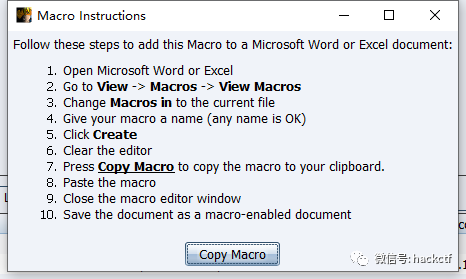 Macro Instructions
Follow these steps to add this Macro to a Microsoft Word or Excel document:
1. Open Microsoft Word or Excel
2. Go to View -> Macros -> View Macros
3. Change Macros in to the current file
4. Give your macro a name (any name is OK)
5. Click Create
6. Clear the editor
7. Press Copy Macro to copy the macro to your clipboard.
8. Paste the macro
9. Close the macro editor window
10. Save the document as a macro-enabled document
Copy Macro
微信号: hackctf